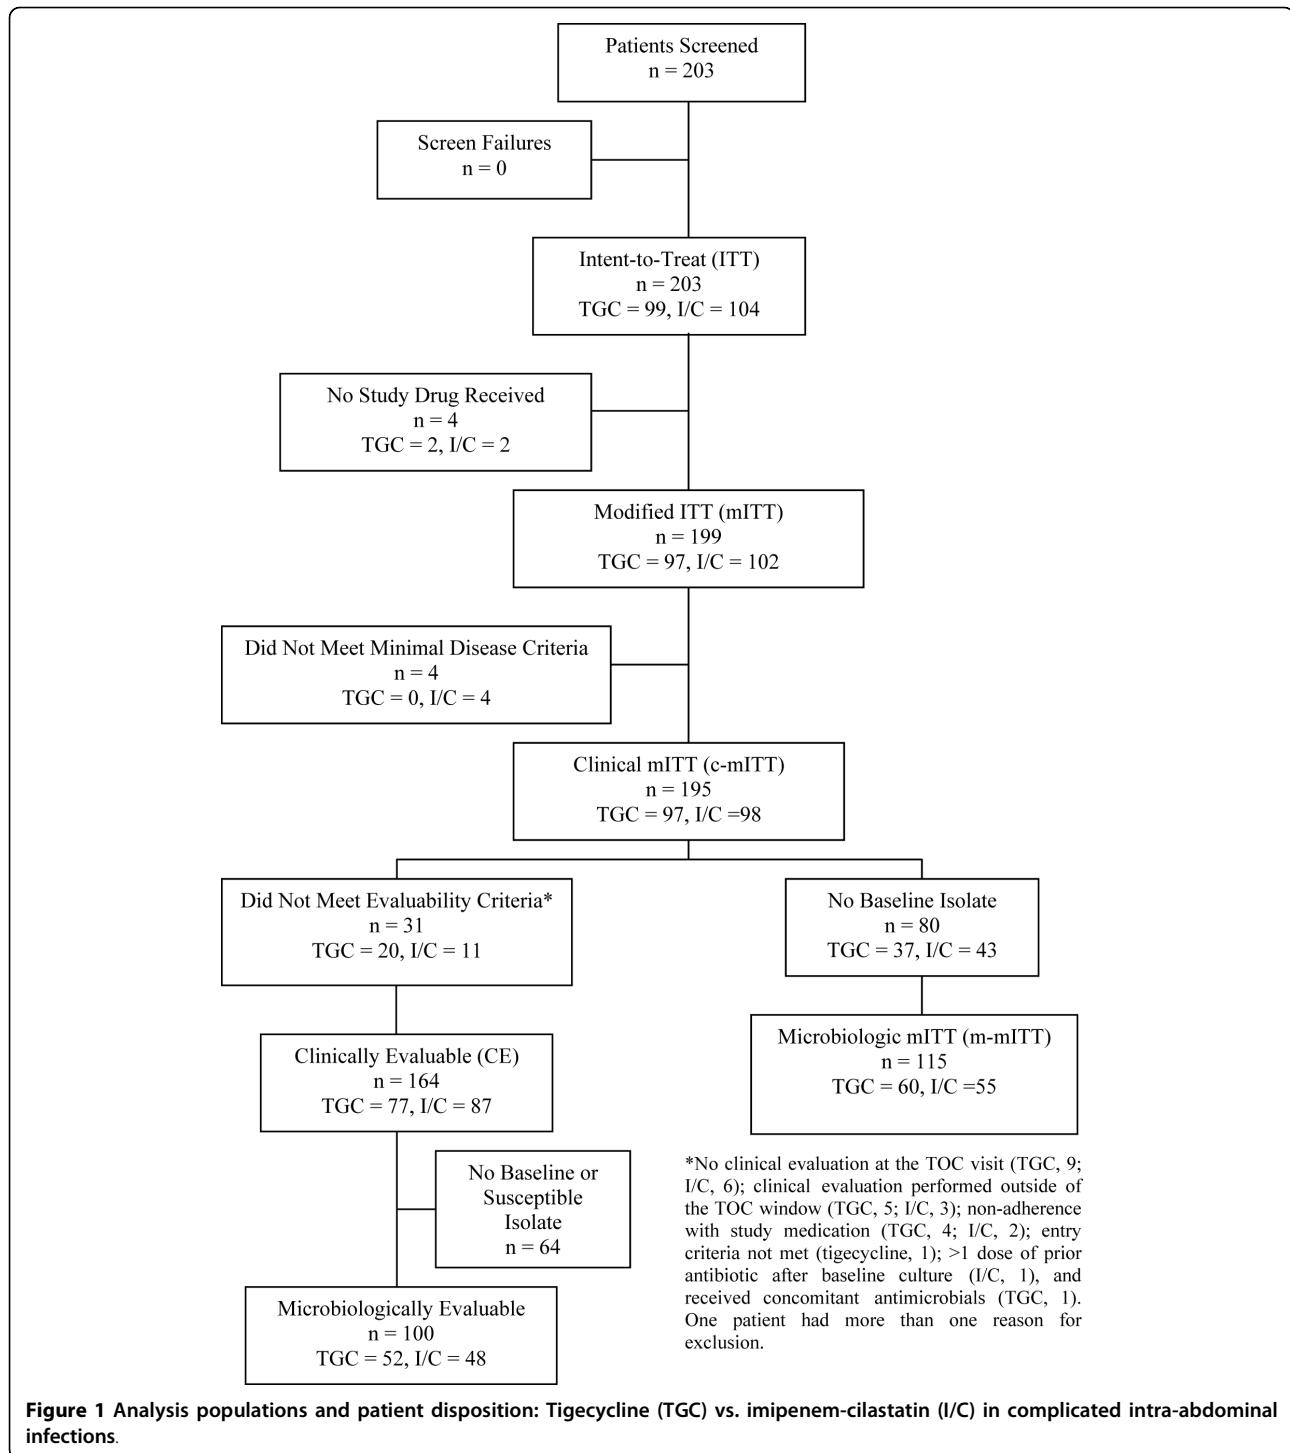 Patients Screened
n = 203
Screen Failures
n = 0
Intent-to-Treat (ITT)
n = 203
TGC = 99, I/C = 104
No Study Drug Received
n = 4
TGC = 2, I/C = 2
Modified ITT (mITT)
n = 199
TGC = 97, I/C = 102
Did Not Meet Minimal Disease Criteria
n = 4
TGC = 0, I/C = 4
Clinical mITT (c-mITT)
n = 195
TGC = 97, I/C =98
Did Not Meet Evaluability Criteria*
n = 31
TGC = 20, I/C = 11
No Baseline Isolate
n = 80
TGC = 37, I/C = 43
Clinically Evaluable (CE)
n = 164
TGC = 77, I/C = 87
Microbiologic mITT (m-mITT)
n = 115
TGC = 60, I/C =55
No Baseline or
Susceptible
Isolate
n = 64
Microbiologically Evaluable
n = 100
TGC = 52, I/C = 48
*No clinical evaluation at the TOC visit (TGC, 9;
I/C, 6); clinical evaluation performed outside of
the TOC window (TGC, 5; I/C, 3); non-adherence
with study medication (TGC, 4; I/C, 2); entry
criteria not met (tigecycline, 1); >1 dose of prior
antibiotic after baseline culture (I/C, 1), and
received concomitant antimicrobials (TGC, 1).
One patient had more than one reason for
exclusion.
Figure 1 Analysis populations and patient disposition: Tigecycline (TGC) vs. imipenem-cilastatin (I/C) in complicated intra-abdominal
infections.